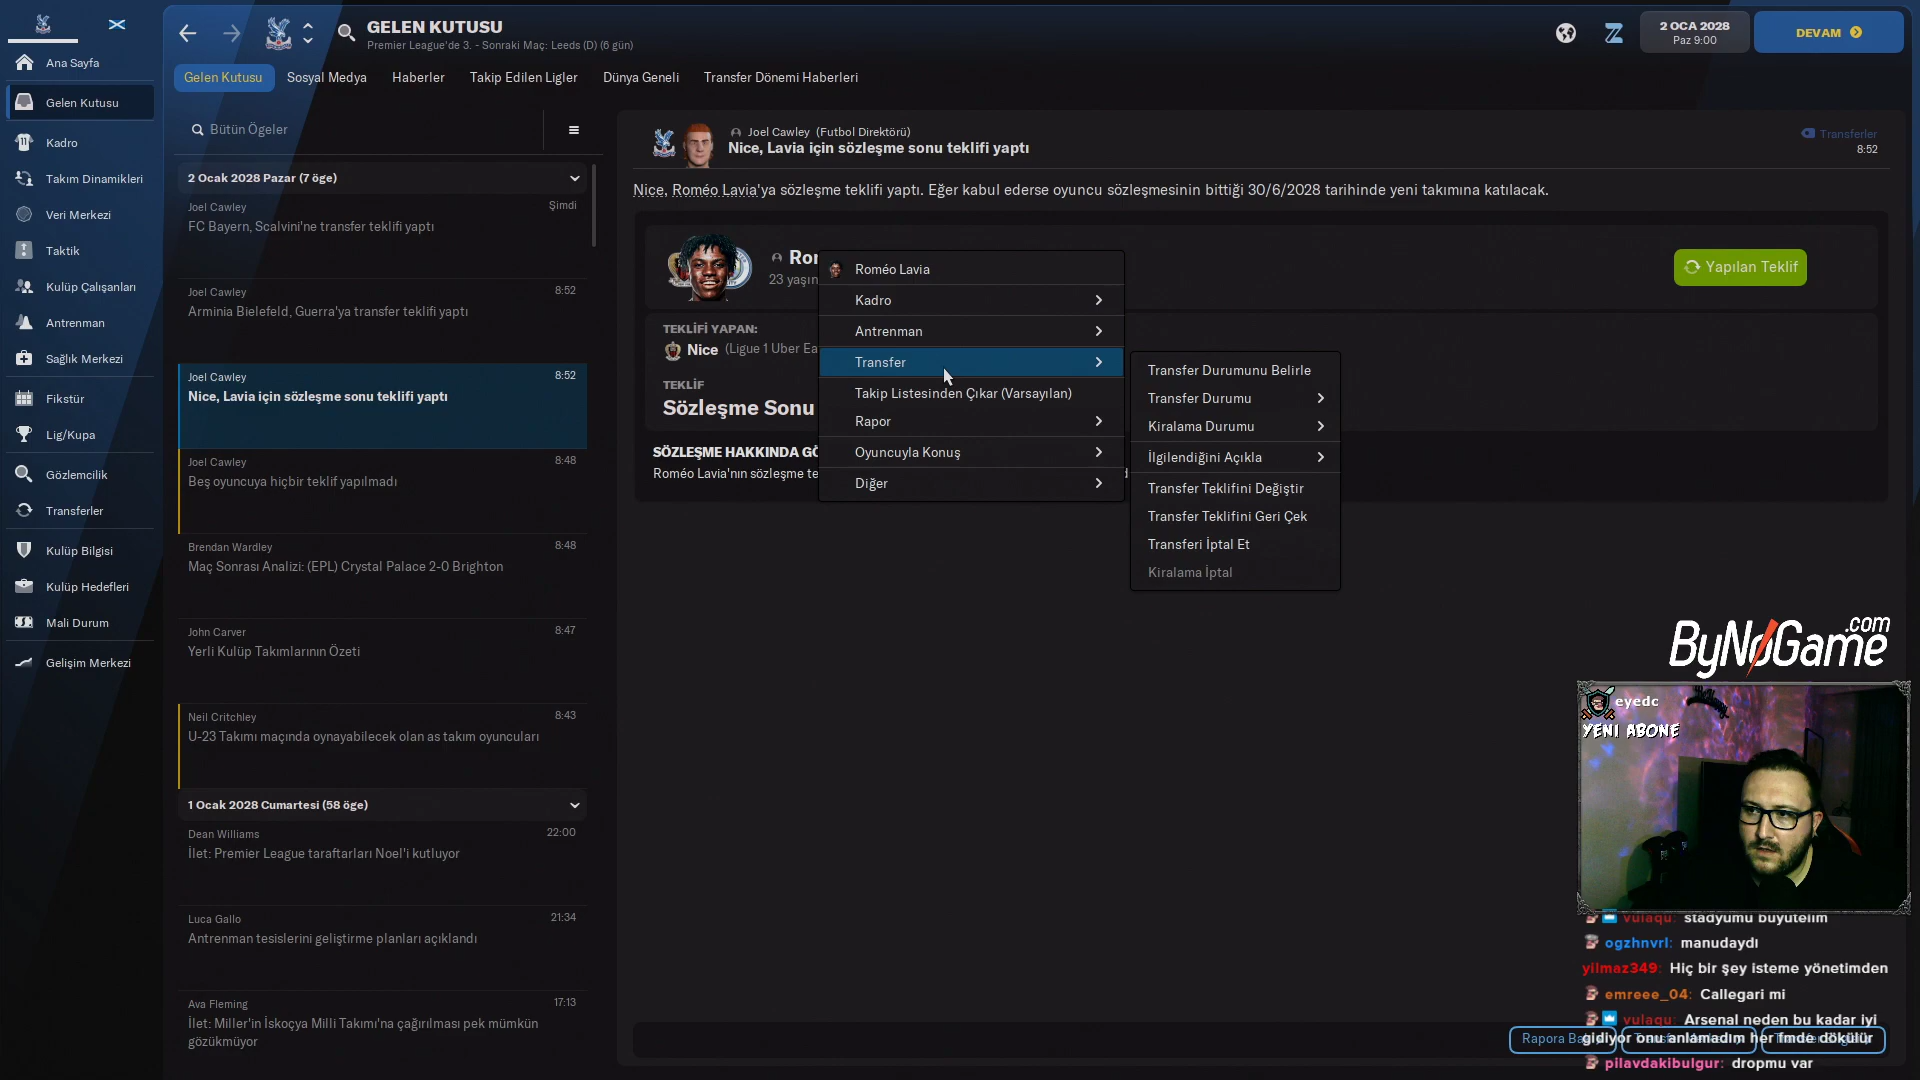 GELEN KUTUSU
Premier League'de 3. - Sonraki Maç: Leeds (D) (6 gün)
2 OCA 2028
Paz 9:00
DEVAM
Ana Sayfa
Gelen Kutusu
Kadro
Takım Dinamikleri
Veri Merkezi
Taktik
Kulüp Çalışanları
Antrenman
Sağlık Merkezi
Fikstür
Lig/Kupa
Gözlemcilik
Transferler
Kulüp Bilgisi
Kulüp Hedefleri
Mali Durum
Gelişim Merkezi
Gelen Kutusu Sosyal Medya Haberler Takip Edilen Ligler Dünya Geneli Transfer Dönemi Haberleri
Bütün Ögeler
2 Ocak 2028 Pazar (7 öge)
Joel Cawley Şimdi
FC Bayern, Scalvini'ne transfer teklifi yaptı
Joel Cawley 8:52
Arminia Bielefeld, Guerra'ya transfer teklifi yaptı
Joel Cawley 8:52
Nice, Lavia için sözleşme sonu teklifi yaptı
Joel Cawley 8:48
Beş oyuncuya hiçbir teklif yapılmadı
Brendan Wardley 8:48
Maç Sonrası Analizi: (EPL) Crystal Palace 2-0 Brighton
John Carver 8:47
Yerli Kulüp Takımlarının Özeti
Neil Critchley 8:43
U-23 Takımı maçında oynayabilecek olan as takım oyuncuları
1 Ocak 2028 Cumartesi (58 öge)
Dean Williams 22:00
İlet: Premier League taraftarları Noel'i kutluyor
Luca Gallo 21:34
Antrenman tesislerini geliştirme planları açıklandı
Ava Fleming 17:13
İlet: Miller'in İskoçya Milli Takımı'na çağırılması pek mümkün
gözükmüyor
Joel Cawley (Futbol Direktörü)
Nice, Lavia için sözleşme sonu teklifi yaptı
Transferler
8:52
Nice, Roméo Lavia'ya sözleşme teklifi yaptı. Eğer kabul ederse oyuncu sözleşmesinin bittiği 30/6/2028 tarihinde yeni takımına katılacak.
23 yaşın
Yapılan Teklif
TEKLİFİ YAPAN:
Nice (Ligue 1 Uber Ea
TEKLİF
Sözleşme Sonu
SÖZLEŞME HAKKINDA GÖ
Roméo Lavia'nın sözleşme te
Roméo Lavia
Kadro
Antrenman
Transfer
Takip Listesinden Çıkar (Varsayılan)
Rapor
Oyuncuyla Konuş
Diğer
Transfer Durumunu Belirle
Transfer Durumu
Kiralama Durumu
İlgilendiğini Açıkla
Transfer Teklifini Değiştir
Transfer Teklifini Geri Çek
Transferi İptal Et
Kiralama İptal
ByNoGame
.com
eyedc
YENI ABONE
vulaqu: stadyumu buyutelim
ogzhnvrl: manudaydı
yilmaz349: Hiç bir şey isteme yönetimden
emreee_04: Callegari mi
vulaqu: Arsenal neden bu kadar iyi
gidiyor onu anlamadım her fmde dökülür
pilavdakibulgur: dropmu var